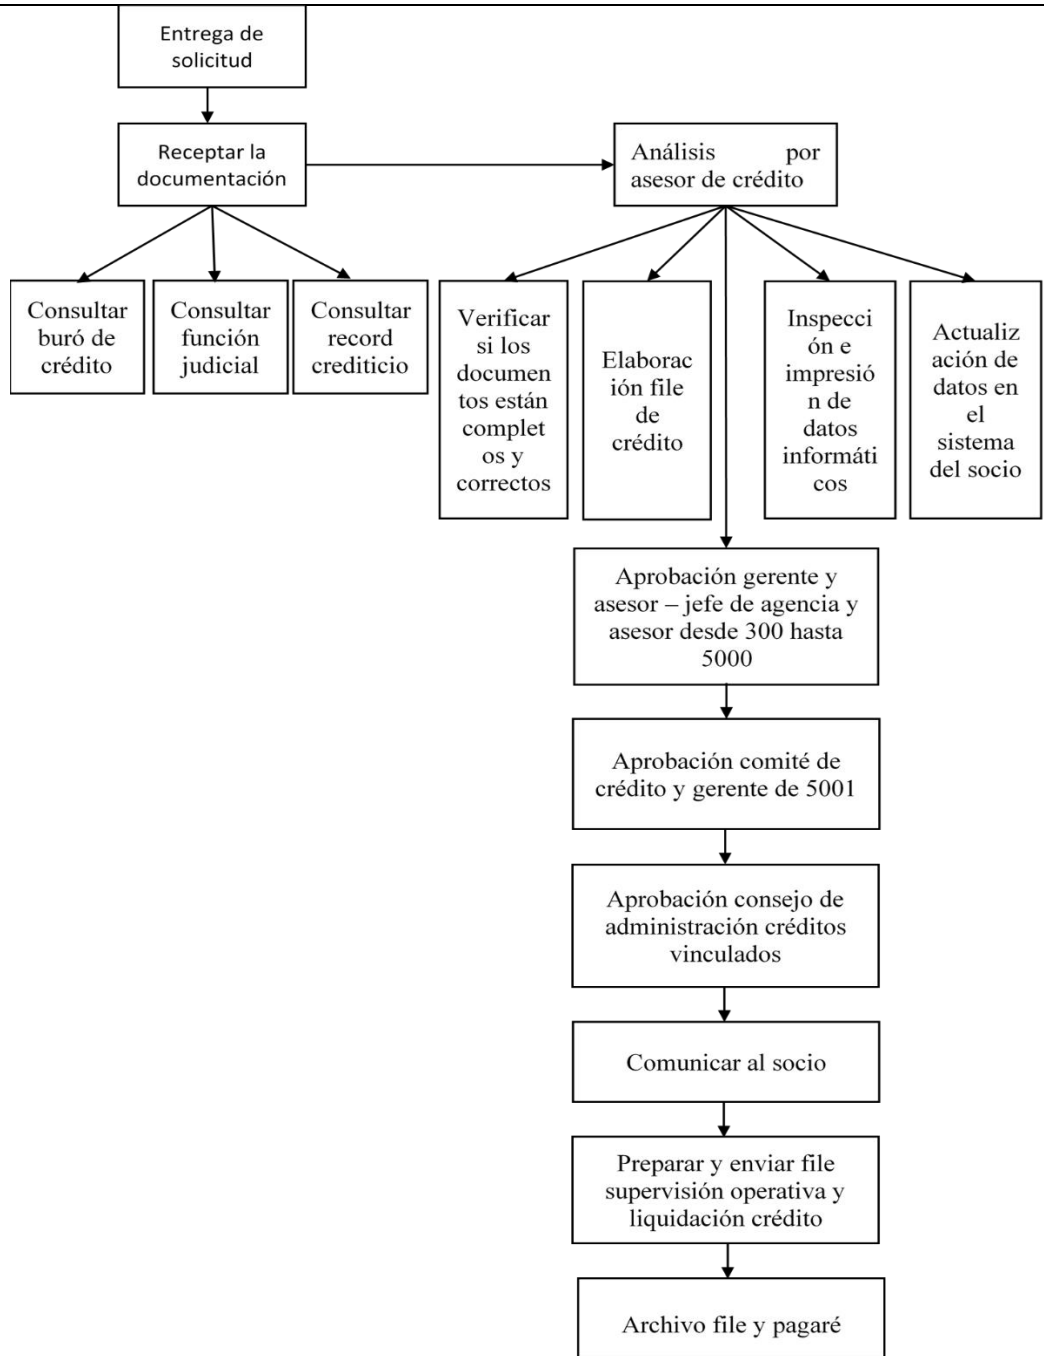 Entrega de
solicitud
Receptar la
documentación
Análisis por
asesor de crédito
Consultar
buró de
crédito
Consultar
función
judicial
Consultar
record
crediticio
Verificar
si los
documen
tos están
complet
os y
correctos
Elaborac
ión file
de
crédito
Inspecci
ón e
impresió
n de
datos
informáti
cos
Actualiz
ación de
datos en
el
sistema
del socio
Aprobación gerente y
asesor – jefe de agencia y
asesor desde 300 hasta
5000
Aprobación comité de
crédito y gerente de 5001
Aprobación consejo de
administración créditos
vinculados
Comunicar al socio
Preparar y enviar file
supervisión operativa y
liquidación crédito
Archivo file y pagaré